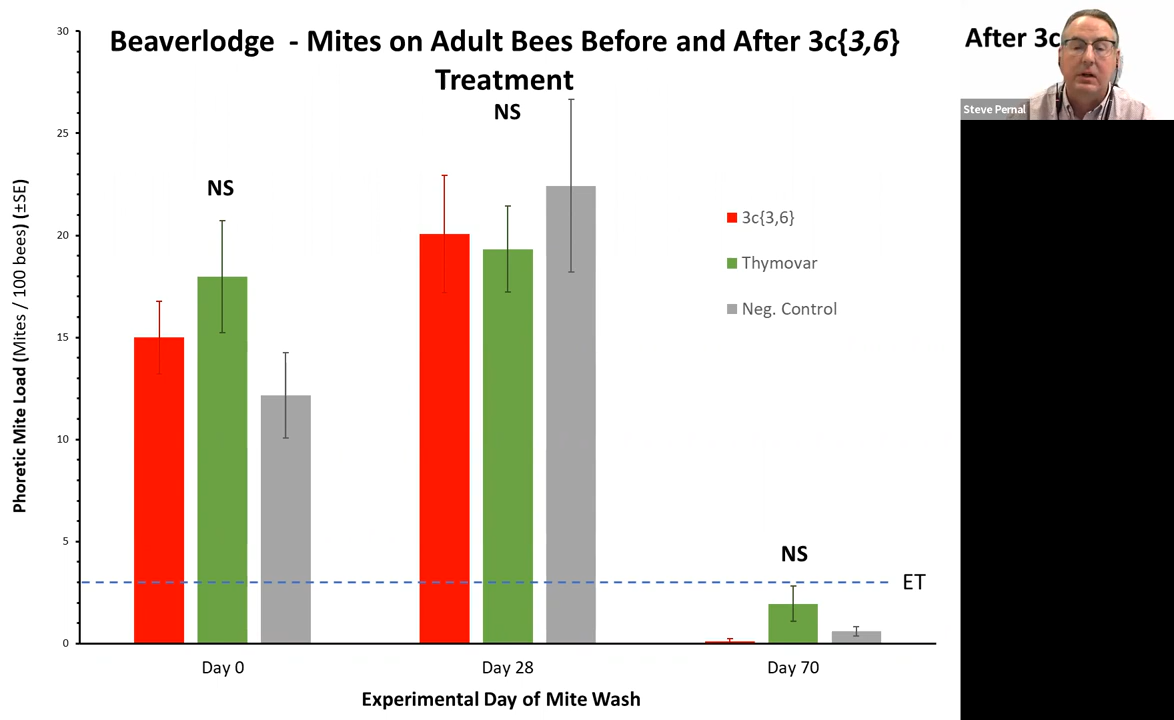 Beaverlodge - Mites on Adult Bees Before and After 3c{3,6}
Treatment
After 3c
Steve Pernal
NS
NS
NS
30
25
20
15
10
5
0
Phoretic Mite Load (Mites / 100 bees) (±SE)
3c{3,6}
Thymovar
Neg. Control
ET
Day 0
Day 28
Day 70
Experimental Day of Mite Wash